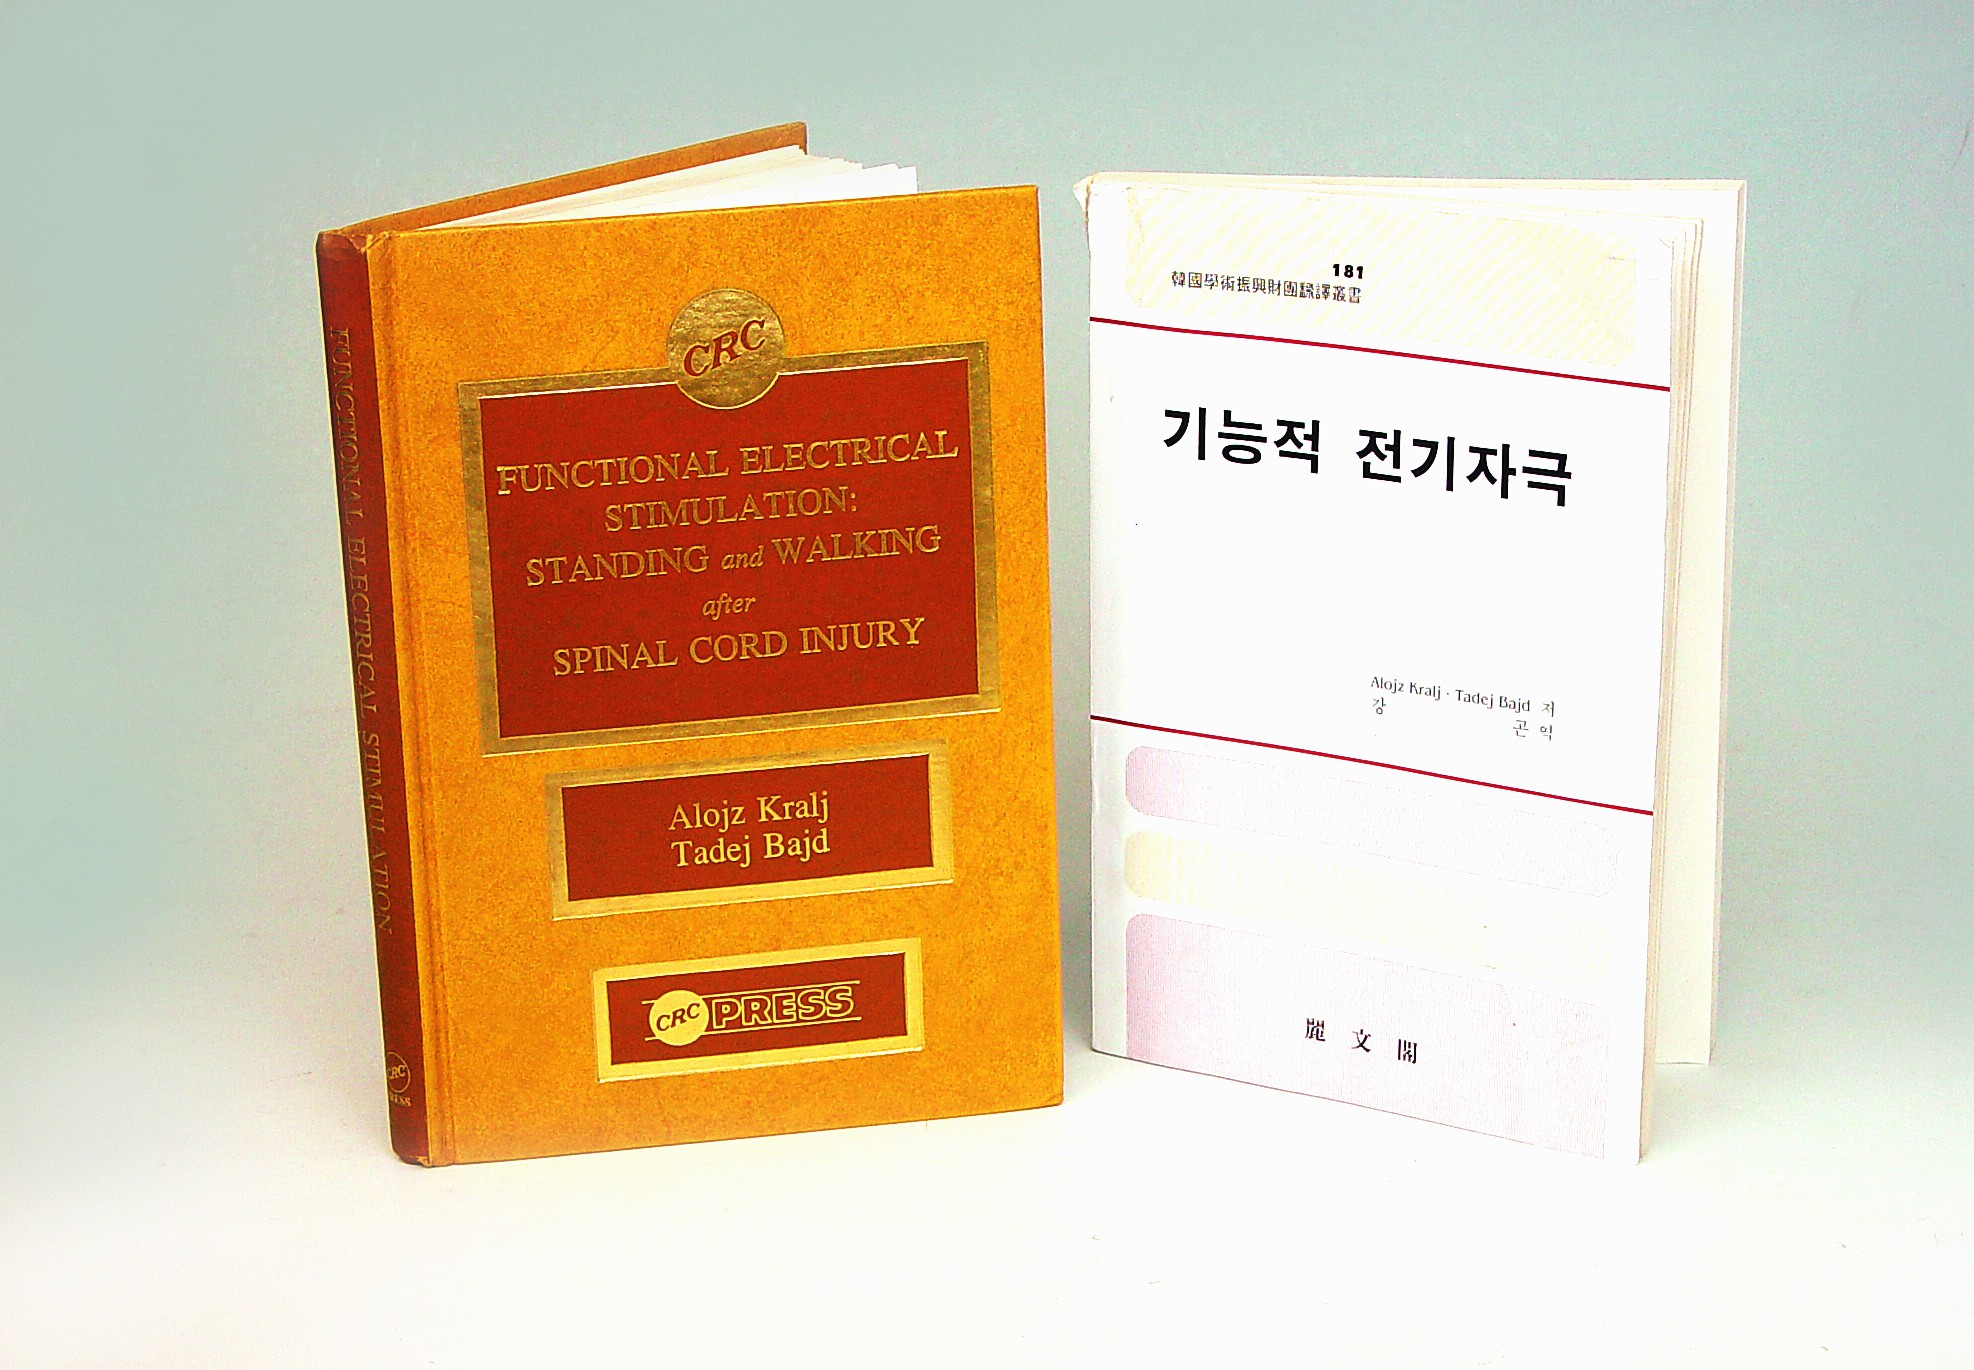 FUNCTIONAL ELECTRICAL STIMULATION
CRC
PRESS
CRC
FUNCTIONAL ELECTRICAL
STIMULATION:
STANDING and WALKING
after
SPINAL CORD INJURY
Alojz Kralj
Tadej Bajd
CRC PRESS
181
韓國學術振興財團飜譯叢書
기능적 전기자극
Alojz Kralj · Tadej Bajd 저
강 곤 역
麗文閣